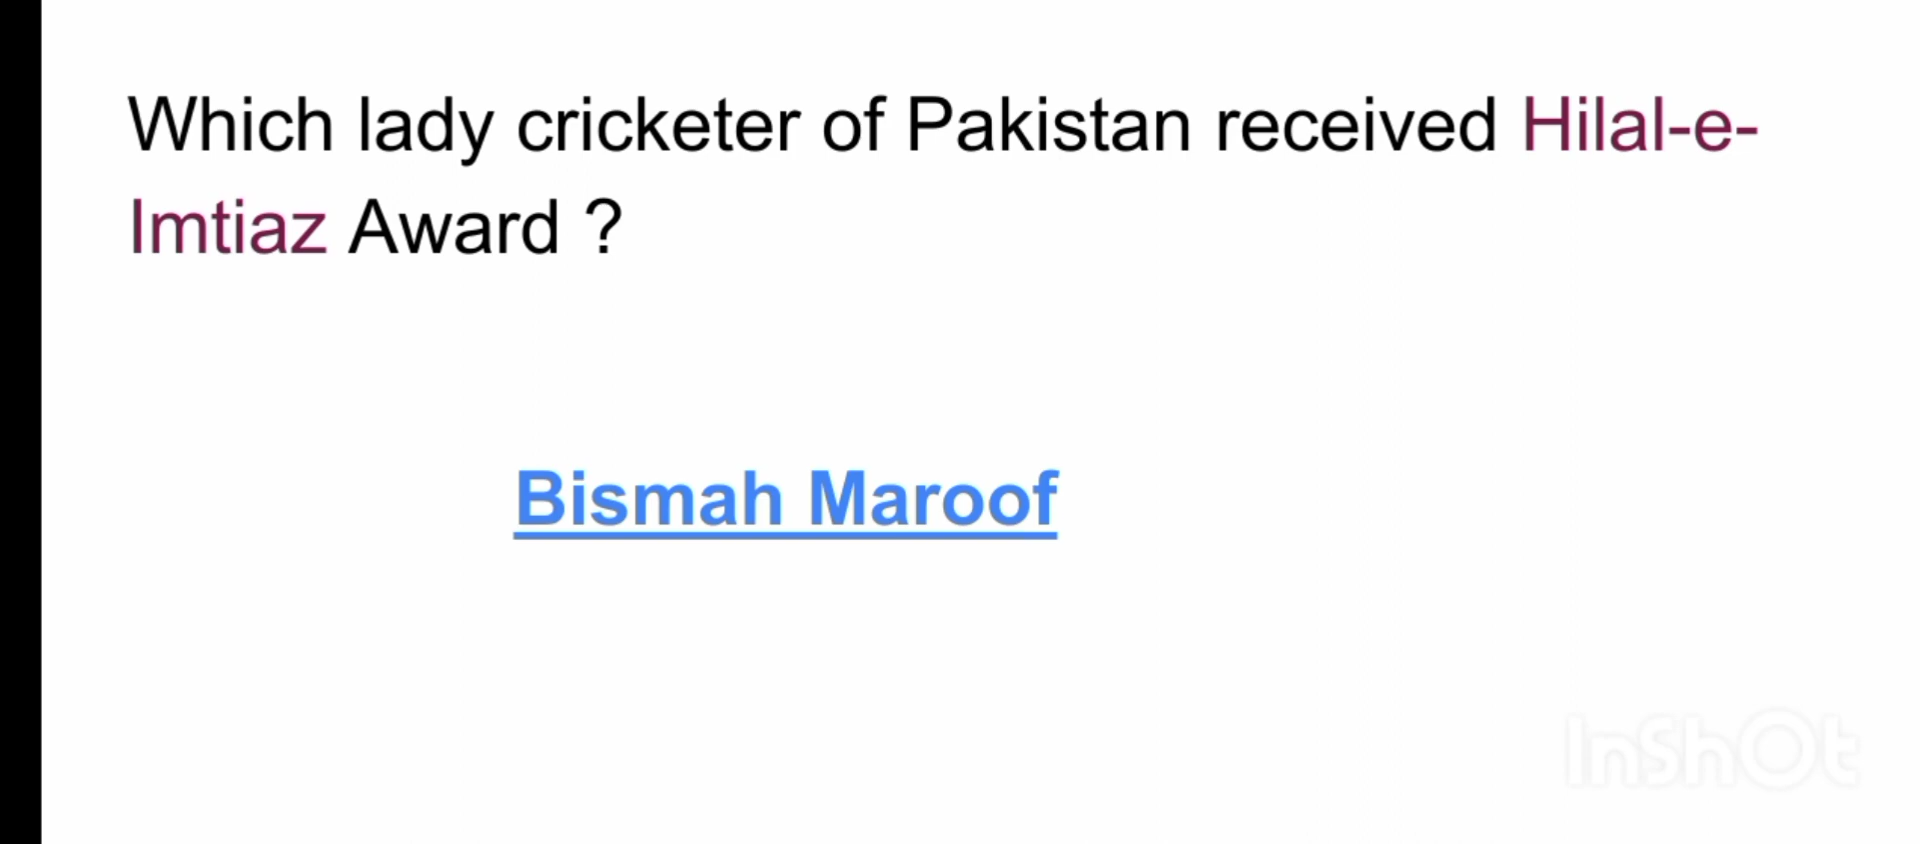 Which lady cricketer of Pakistan received Hilal-e-
Imtiaz Award ?
Bismah Maroof
InShOt